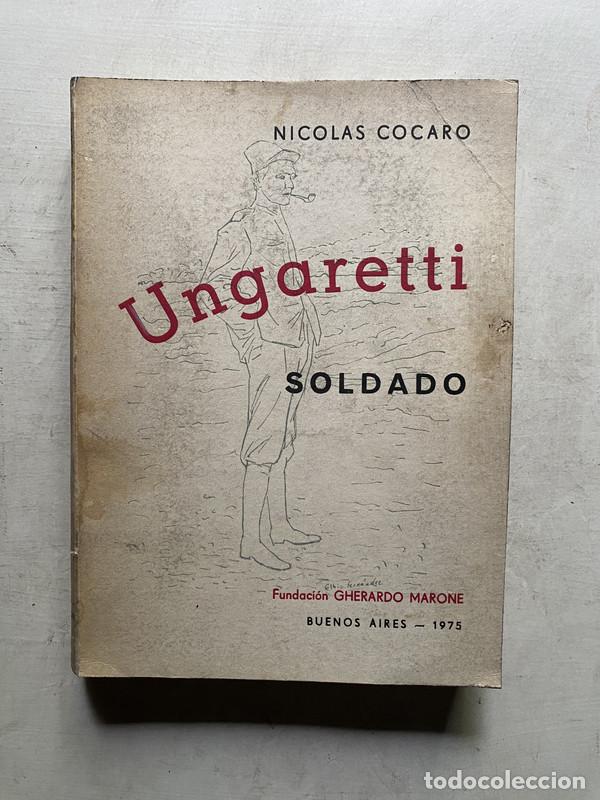 NICOLAS COCARO
Ungaretti
SOLDADO
Fundación GHERARDO MARONE
BUENOS AIRES — 1975
todocoleccion